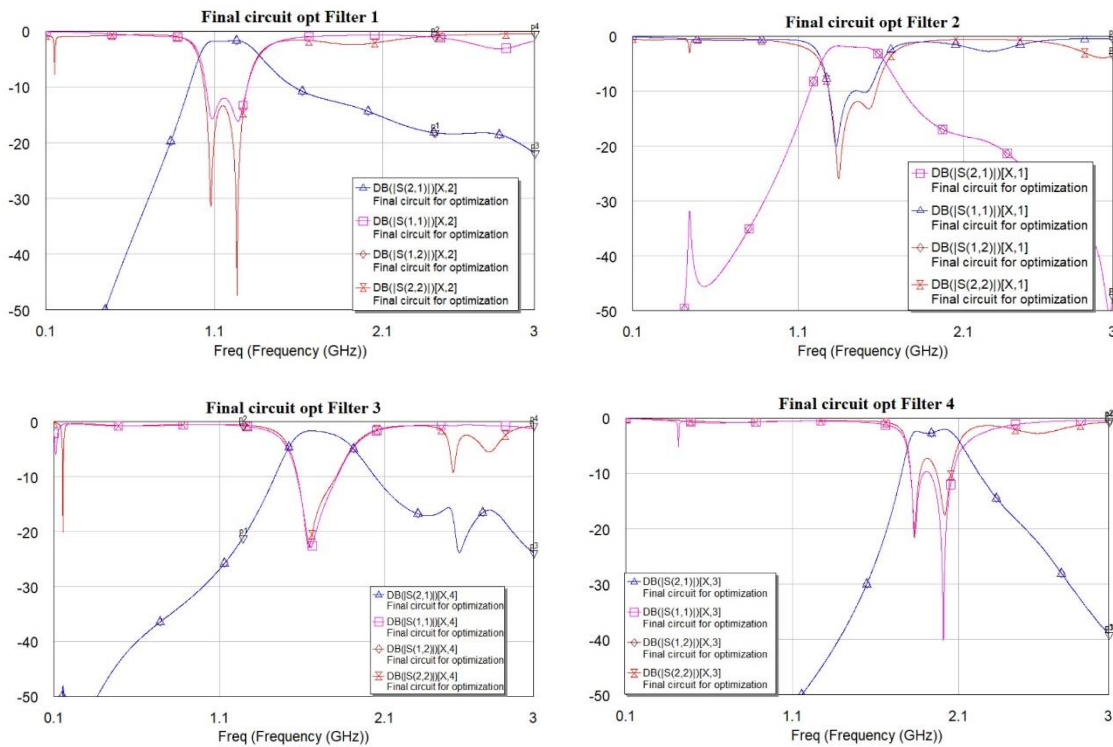 Final circuit opt Filter 1
0
-10
-20
-30
-40
-50
0.1
1.1
2.1
3
Freq (Frequency (GHz))
p2
p4
p1
p3
DB(|S(2,1)|)[X,2]
Final circuit for optimization
DB(|S(1,1)|)[X,2]
Final circuit for optimization
DB(|S(1,2)|)[X,2]
Final circuit for optimization
DB(|S(2,2)|)[X,2]
Final circuit for optimization
Final circuit opt Filter 2
0
-10
-20
-30
-40
-50
0.1
1.1
2.1
3
Freq (Frequency (GHz))
DB(|S(2,1)|)[X,1]
Final circuit for optimization
DB(|S(1,1)|)[X,1]
Final circuit for optimization
DB(|S(1,2)|)[X,1]
Final circuit for optimization
DB(|S(2,2)|)[X,1]
Final circuit for optimization
Final circuit opt Filter 3
0
-10
-20
-30
-40
-50
0.1
1.1
2.1
3
Freq (Frequency (GHz))
p2
p4
p1
p3
DB(|S(2,1)|)[X,4]
Final circuit for optimization
DB(|S(1,1)|)[X,4]
Final circuit for optimization
DB(|S(1,2)|)[X,4]
Final circuit for optimization
DB(|S(2,2)|)[X,4]
Final circuit for optimization
Final circuit opt Filter 4
0
-10
-20
-30
-40
-50
0.1
1.1
2.1
3
Freq (Frequency (GHz))
DB(|S(2,1)|)[X,3]
Final circuit for optimization
DB(|S(1,1)|)[X,3]
Final circuit for optimization
DB(|S(1,2)|)[X,3]
Final circuit for optimization
DB(|S(2,2)|)[X,3]
Final circuit for optimization